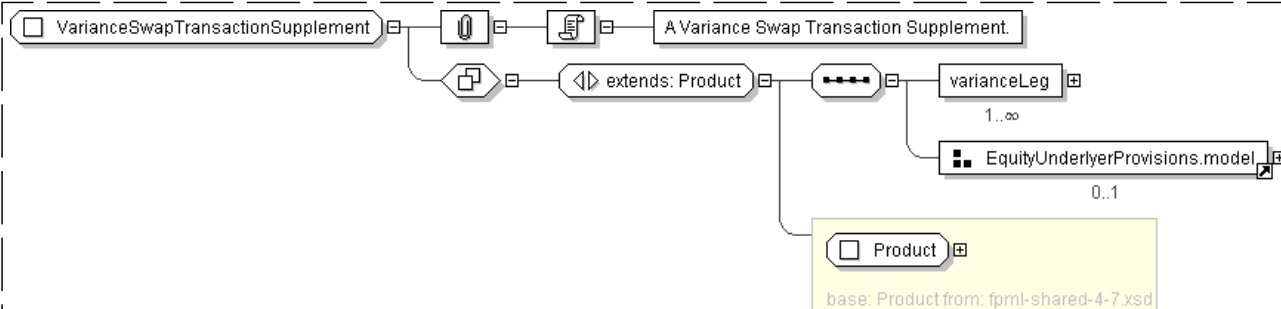 VarianceSwapTransactionSupplement
A Variance Swap Transaction Supplement.
extends: Product
varianceLeg
1..∞
EquityUnderlyerProvisions.model
0..1
Product
base: Product from: fpml-shared-4-7.xsd